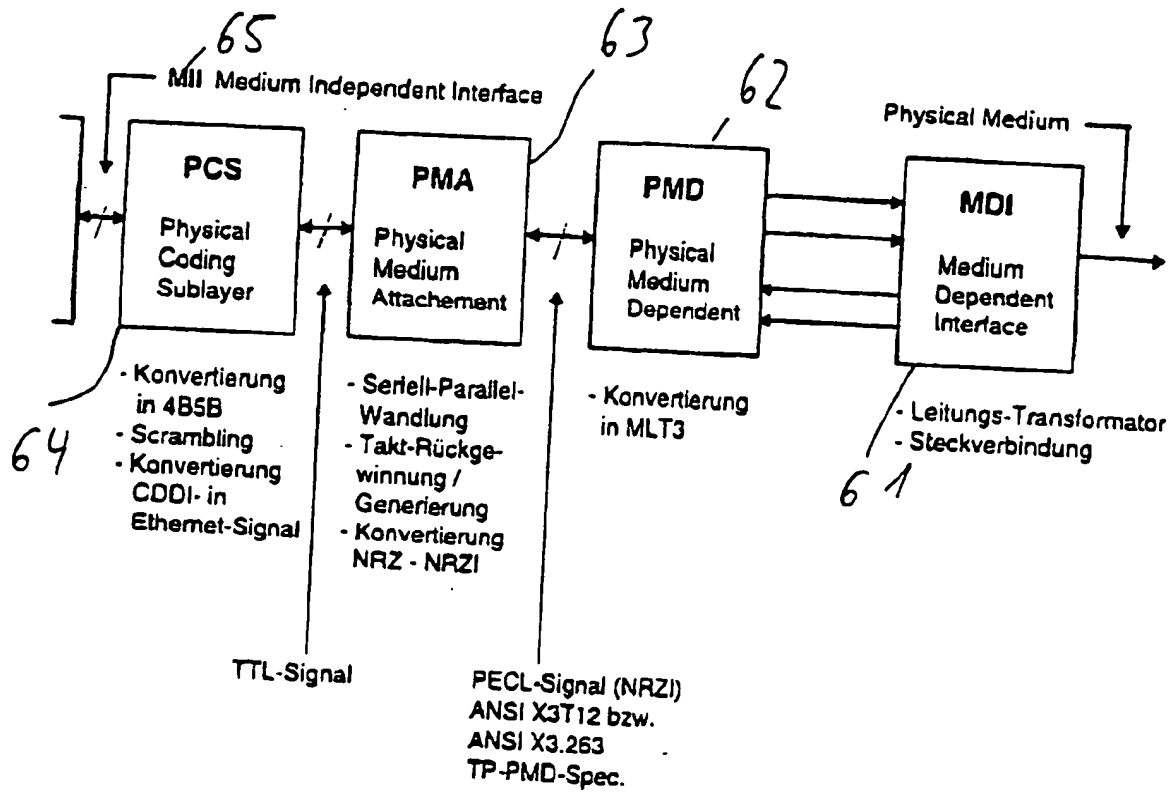 65
MII Medium Independent Interface
63
62
Physical Medium
PCS
Physical
Coding
Sublayer
PMA
Physical
Medium
Attachement
PMD
Physical
Medium
Dependent
MDI
Medium
Dependent
Interface
64
- Konvertierung
in 4B5B
- Scrambling
- Konvertierung
CDDI- in
Ethernet-Signal
- Seriell-Parallel-
Wandlung
- Takt-Rückge-
winnung /
Generierung
- Konvertierung
NRZ - NRZI
- Konvertierung
in MLT3
- Leitungs-Transformator
- Steckverbindung
61
TTL-Signal
PECL-Signal (NRZI)
ANSI X3T12 bzw.
ANSI X3.263
TP-PMD-Spec.